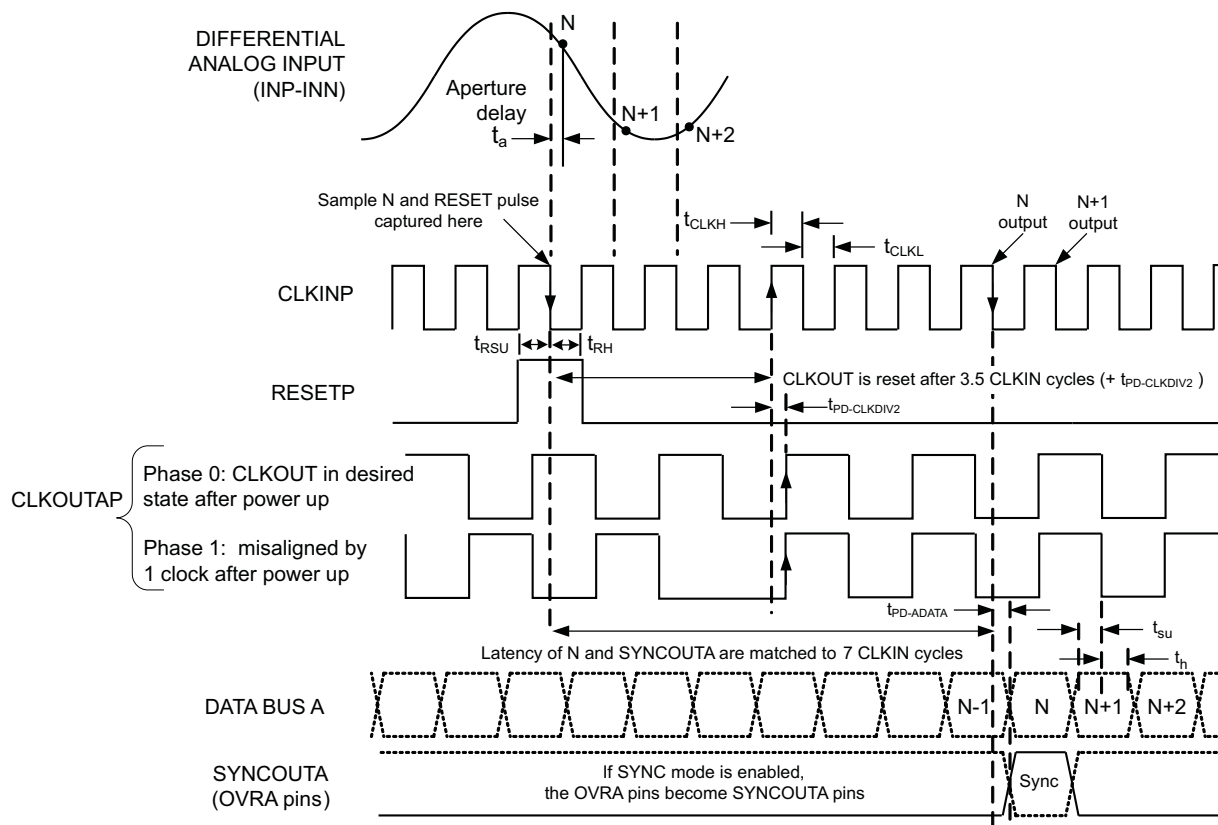 DIFFERENTIAL
ANALOG INPUT
(INP-INN)
N
Aperture
delay
ta
N+1
N+2
Sample N and RESET pulse
captured here
tCLKH
tCLKL
N
output
N+1
output
CLKINP
tRSU
tRH
RESETP
CLKOUT is reset after 3.5 CLKIN cycles (+ tPD-CLKDIV2 )
tPD-CLKDIV2
CLKOUTAP
Phase 0: CLKOUT in desired
state after power up
Phase 1: misaligned by
1 clock after power up
tPD-ADATA
tsu
th
Latency of N and SYNCOUTA are matched to 7 CLKIN cycles
DATA BUS A
N-1
N
N+1
N+2
SYNCOUTA
(OVRA pins)
If SYNC mode is enabled,
the OVRA pins become SYNCOUTA pins
Sync